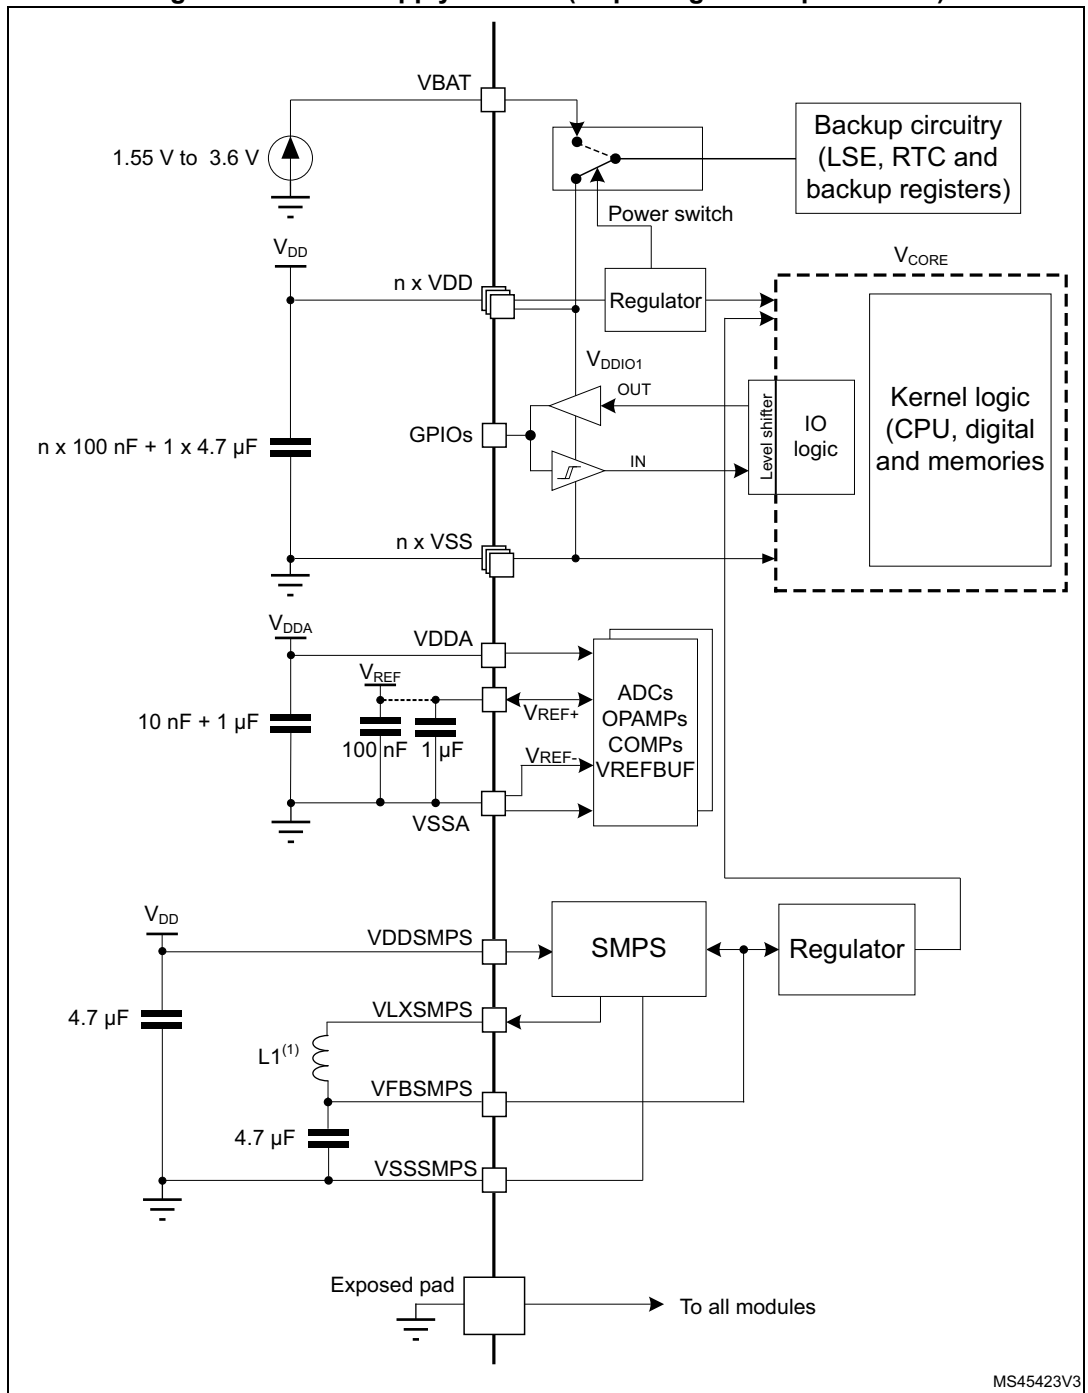 VBAT
Backup circuitry
(LSE, RTC and
backup registers)
1.55 V to 3.6 V
Power switch
VDD
VCORE
n x VDD
Regulator
VDDIO1
OUT
GPIOs
Level shifter
IO
logic
Kernel logic
(CPU, digital
and memories
n x 100 nF + 1 x 4.7 µF
IN
n x VSS
VDDA
VDDA
VREF
ADCs
OPAMPs
COMPs
VREFBUF
VREF+
10 nF + 1 µF
100 nF
1 µF
VREF-
VSSA
VDD
VDDSMPS
SMPS
Regulator
4.7 µF
VLXSMPS
L1(1)
VFBSMPS
4.7 µF
VSSSMPS
Exposed pad
To all modules
MS45423V3